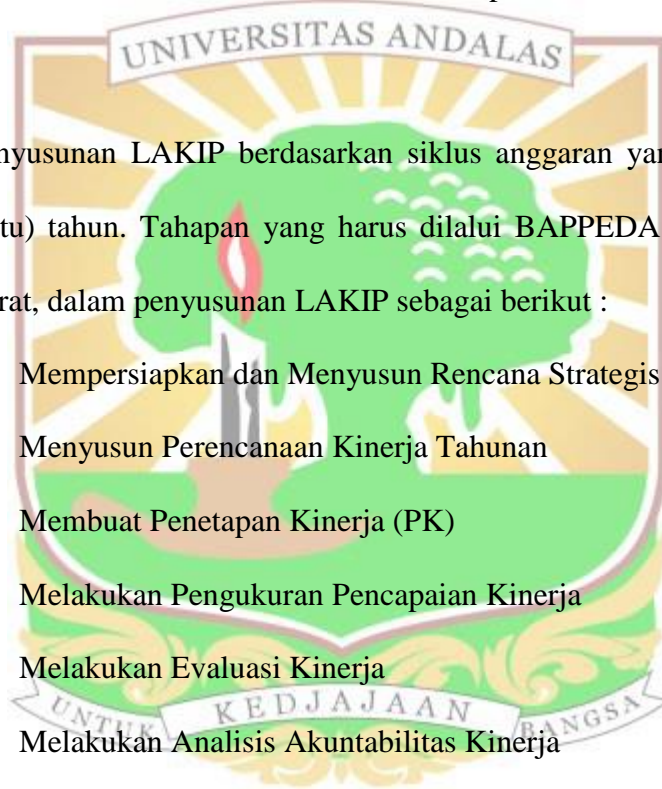 UNIVERSITAS ANDALAS
nyusunan LAKIP berdasarkan siklus anggaran yan
tu) tahun. Tahapan yang harus dilalui BAPPEDA
rat, dalam penyusunan LAKIP sebagai berikut :
Mempersiapkan dan Menyusun Rencana Strategis
Menyusun Perencanaan Kinerja Tahunan
Membuat Penetapan Kinerja (PK)
Melakukan Pengukuran Pencapaian Kinerja
Melakukan Evaluasi Kinerja
UNTUK KEDJAJAAN BANGSA
Melakukan Analisis Akuntabilitas Kinerja